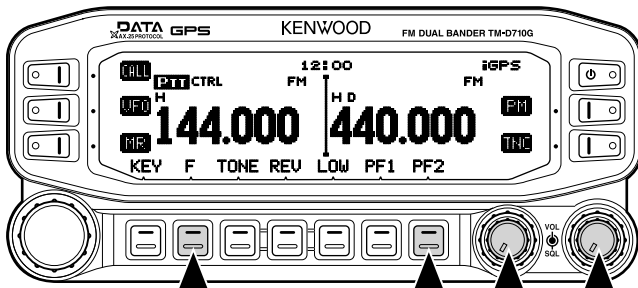 DATA GPS KENWOOD FM DUAL BANDER TM-D710G
AX.25 PROTOCOL
CALL 12:00 iGPS
PTT CTRL FM FM
H H D
VFO 144.000 440.000 PM
MR TNC
KEY F TONE REV LOW PF1 PF2
VOL
SQL